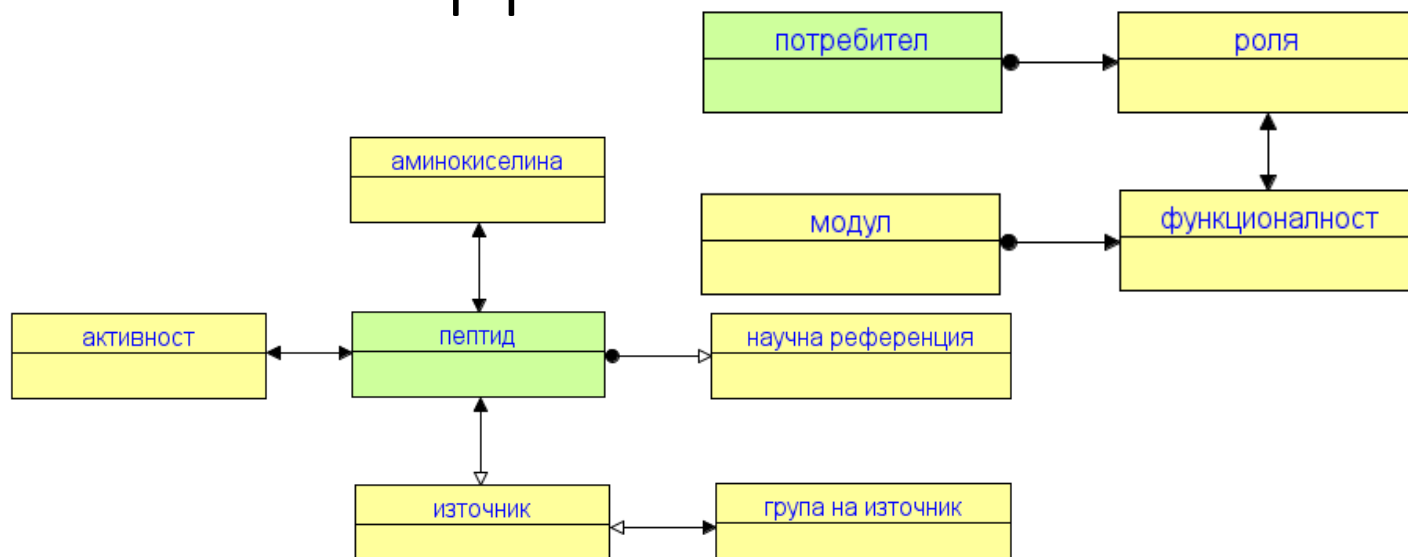 потребител
роля
аминокиселина
модул
функционалност
активност
пептид
научна референция
източник
група на източник